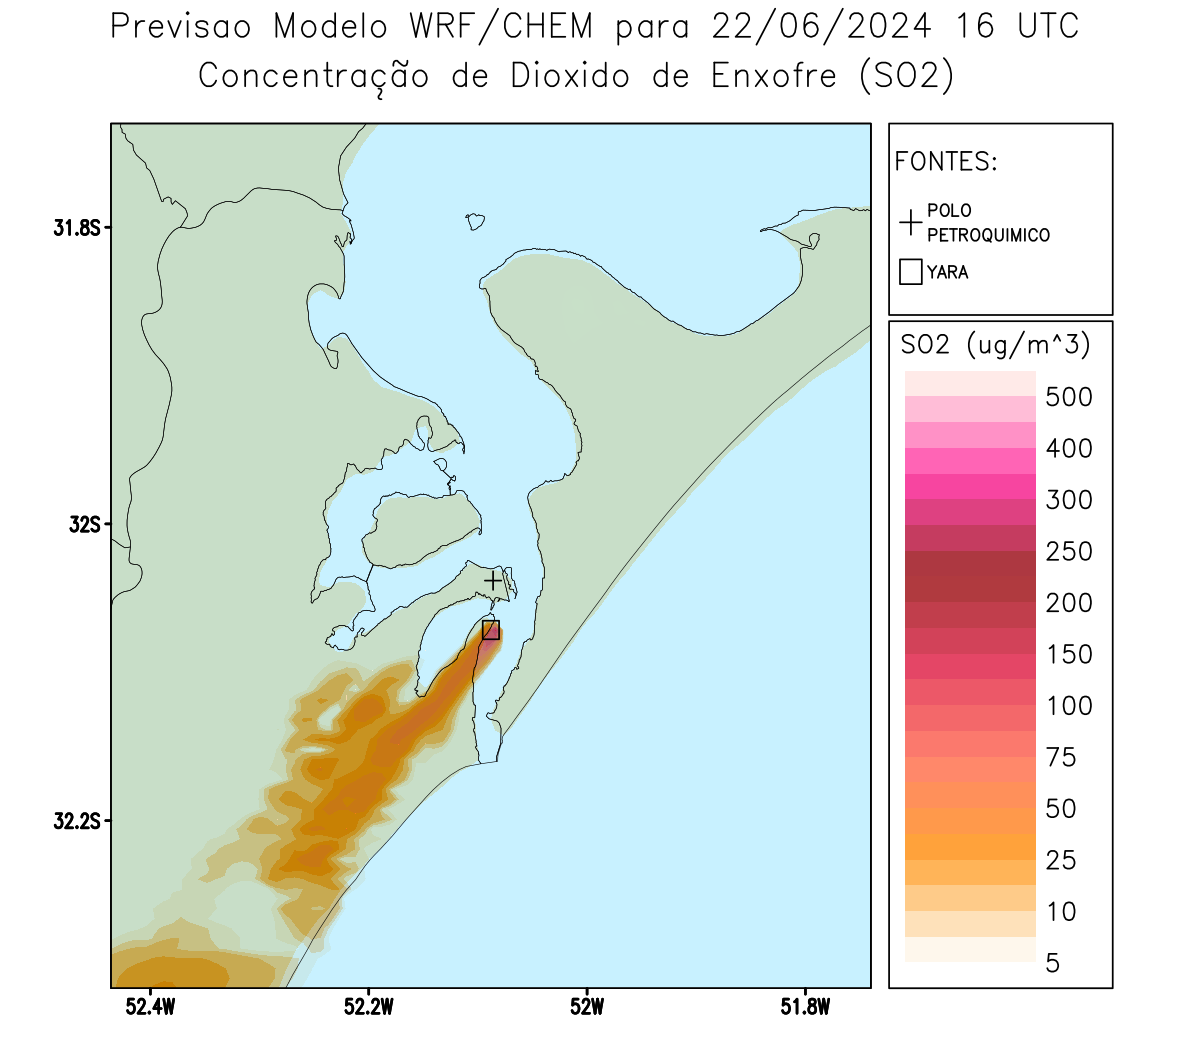 Previsao Modelo WRF/CHEM para 22/06/2024 16 UTC
Concentração de Dioxido de Enxofre (SO2)
FONTES:
POLO
PETROQUIMICO
YARA
SO2 (ug/m^3)
500
400
300
250
200
150
100
75
50
25
10
5
31.8S
32S
32.2S
52.4W
52.2W
52W
51.8W